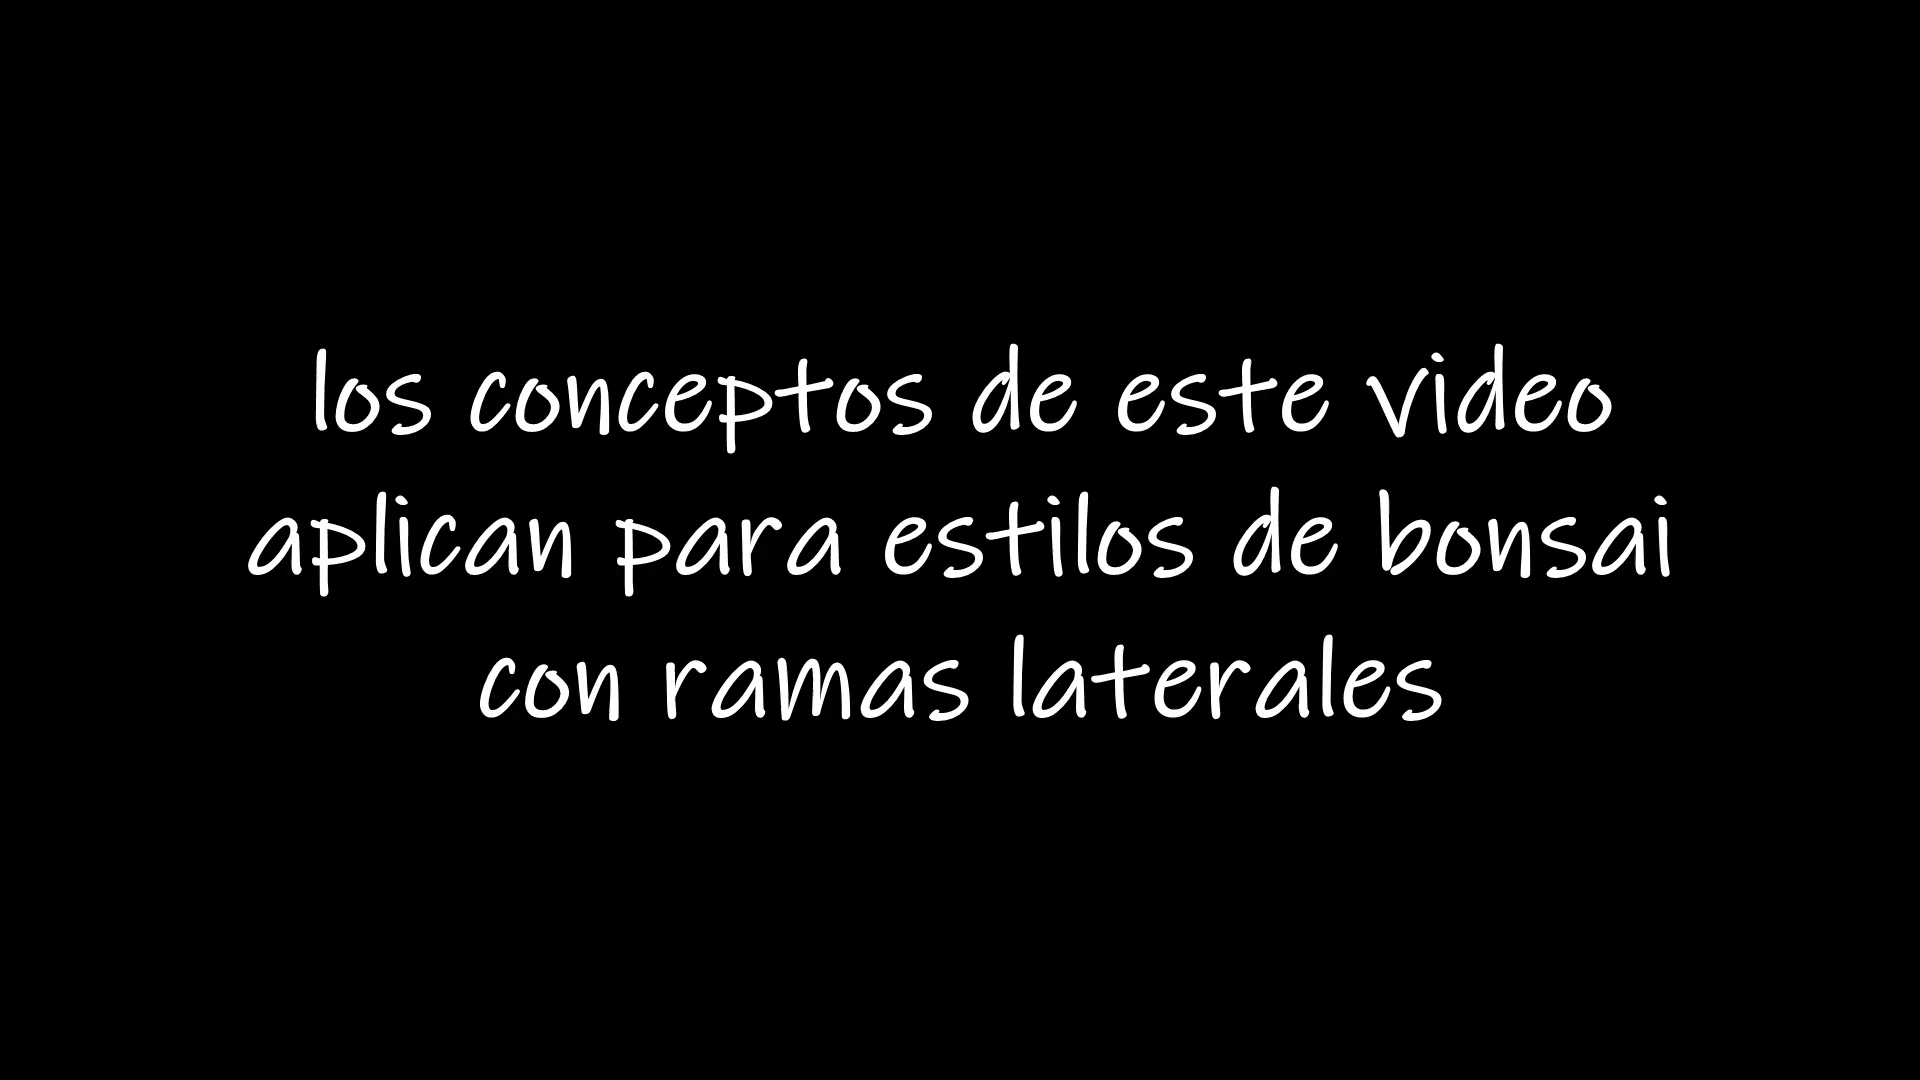 los conceptos de este video
aplican para estilos de bonsai
con ramas laterales